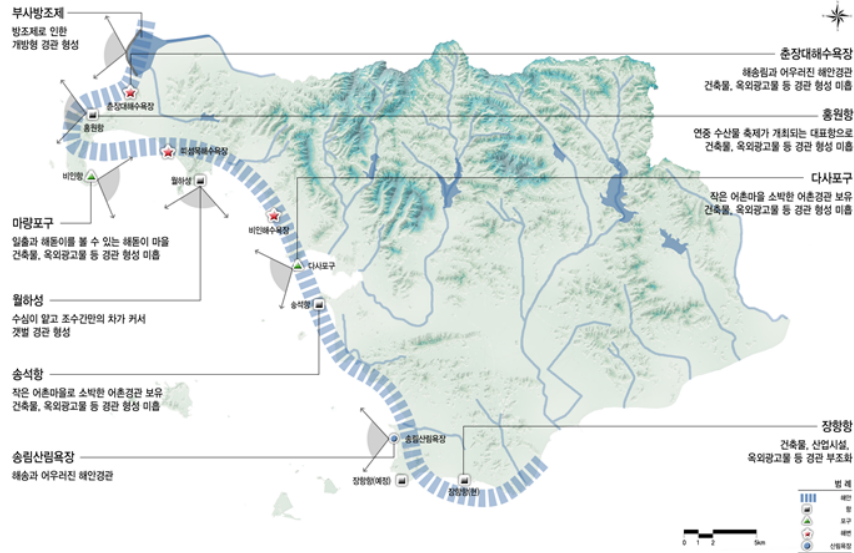 부사방조제
방조제로 인한
개방형 경관 형성
춘장대해수욕장
해송림과 어우러진 해안경관
건축물, 옥외광고물 등 경관 형성 미흡
홍원항
연중 수산물 축제가 개최되는 대표항으로
건축물, 옥외광고물 등 경관 형성 미흡
다사포구
작은 어촌마을 소박한 어촌경관 보유
건축물, 옥외광고물 등 경관 형성 미흡
마량포구
일출과 해돋이를 볼 수 있는 해돋이 마을
건축물, 옥외광고물 등 경관 형성 미흡
월하성
수심이 얕고 조수간만의 차가 커서
갯벌 경관 형성
송석항
작은 어촌마을로 소박한 어촌경관 보유
건축물, 옥외광고물 등 경관 형성 미흡
송림산림욕장
해송과 어우러진 해안경관
장항항
건축물, 산업시설,
옥외광고물 등 경관 부조화
춘장대해수욕장
홍원항
띠섬목해수욕장
비인항
월하성
비인해수욕장
다사포구
송석항
송림산림욕장
장항항(예정)
장항항(현)
범 례
해안
항
포구
해변
산림욕장
0 1 2 5km